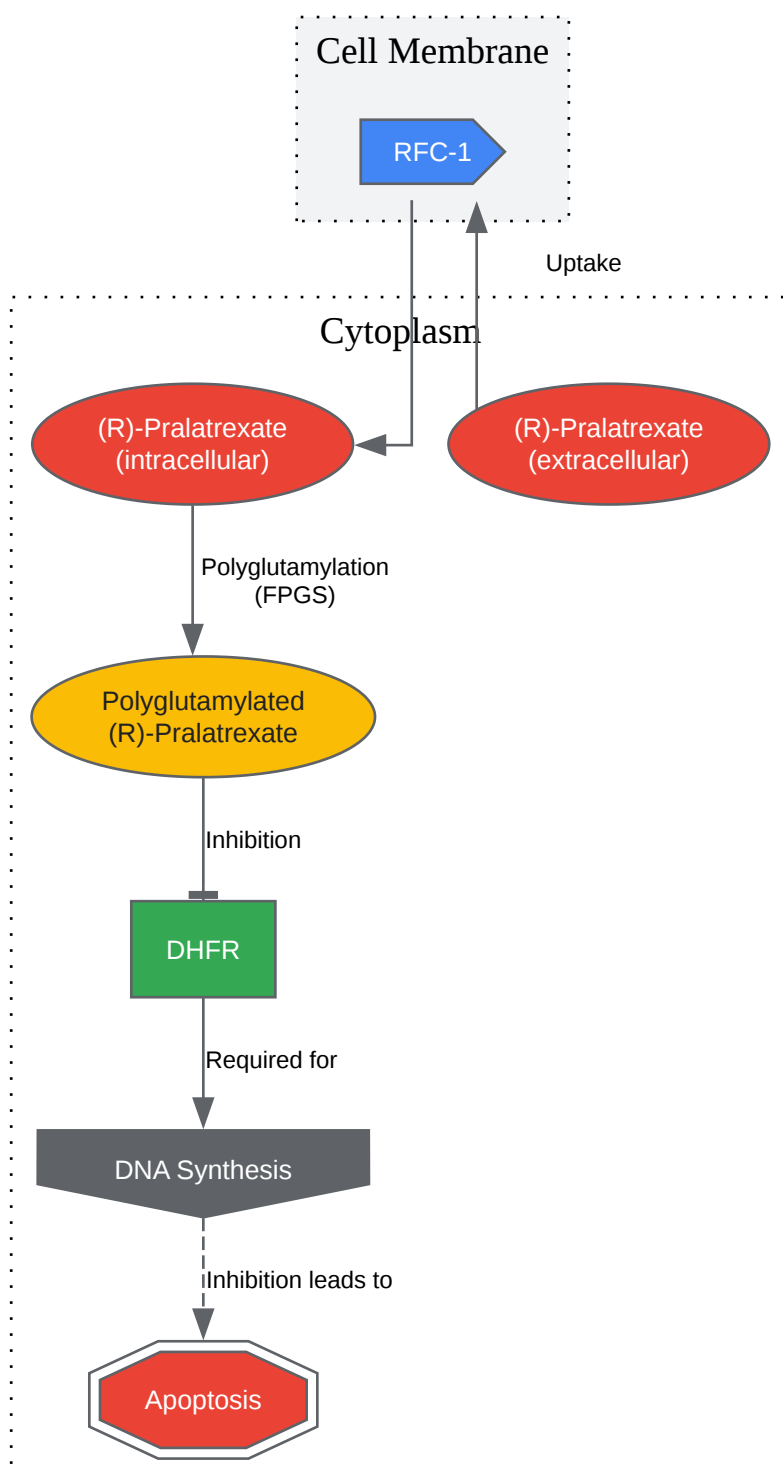 Cell Membrane
RFC-1
Uptake
Cytoplasm
(R)-Pralatrexate
(intracellular)
(R)-Pralatrexate
(extracellular)
Polyglutamylation
(FPGS)
Polyglutamylated
(R)-Pralatrexate
Inhibition
DHFR
Required for
DNA Synthesis
Inhibition leads to
Apoptosis